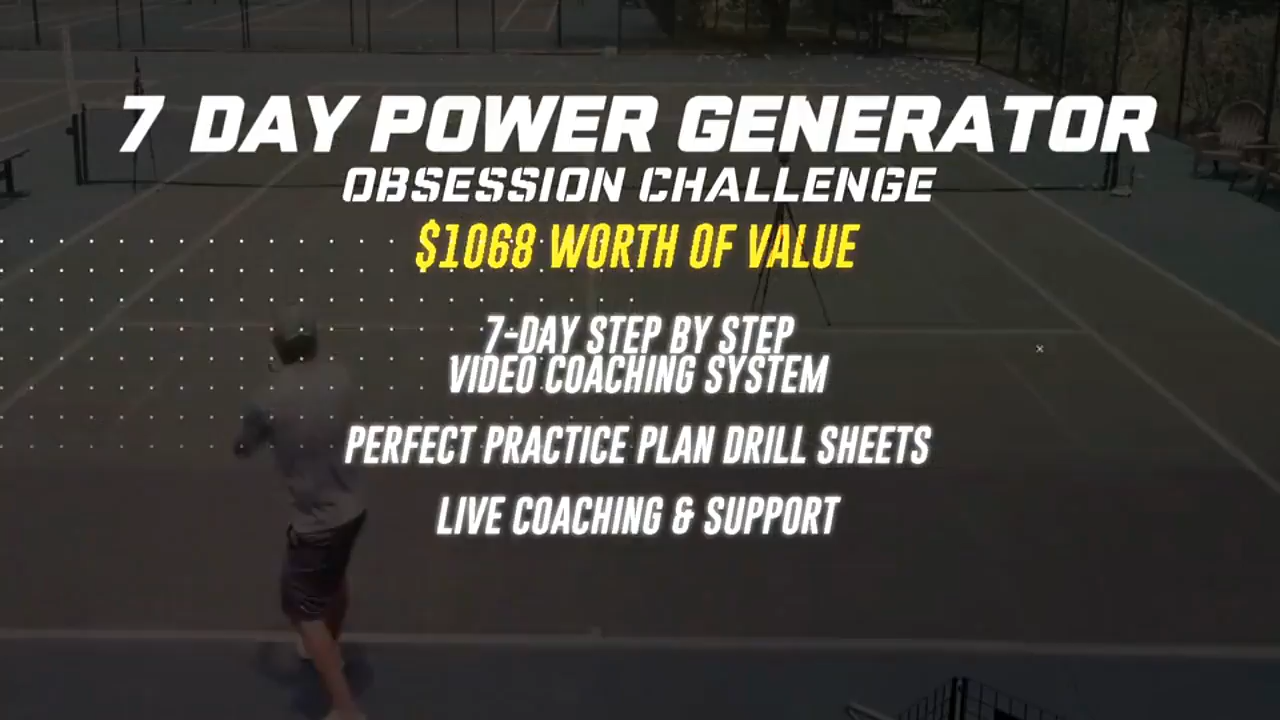 7 DAY POWER GENERATOR
OBSESSION CHALLENGE
$1068 WORTH OF VALUE
7-DAY STEP BY STEP
VIDEO COACHING SYSTEM
PERFECT PRACTICE PLAN DRILL SHEETS
LIVE COACHING & SUPPORT